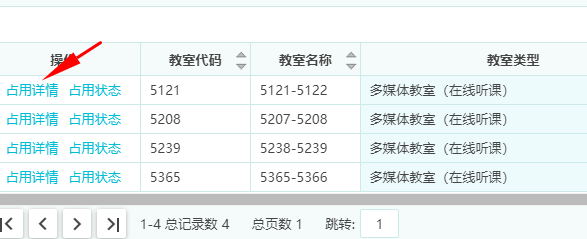 操作 教室代码 教室名称 教室类型
占用详情 占用状态 5121 5121-5122 多媒体教室（在线听课）
占用详情 占用状态 5208 5207-5208 多媒体教室（在线听课）
占用详情 占用状态 5239 5238-5239 多媒体教室（在线听课）
占用详情 占用状态 5365 5365-5366 多媒体教室（在线听课）
1-4 总记录数 4 总页数 1 跳转: 1